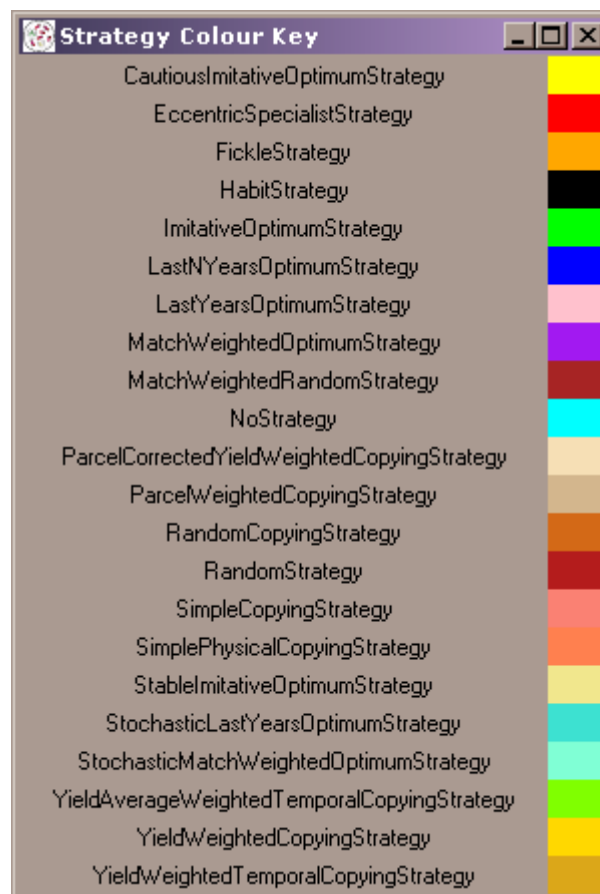 Strategy Colour Key
CautiousImitativeOptimumStrategy
EccentricSpecialistStrategy
FickleStrategy
HabitStrategy
ImitativeOptimumStrategy
LastNYearsOptimumStrategy
LastYearsOptimumStrategy
MatchWeightedOptimumStrategy
MatchWeightedRandomStrategy
NoStrategy
ParcelCorrectedYieldWeightedCopyingStrategy
ParcelWeightedCopyingStrategy
RandomCopyingStrategy
RandomStrategy
SimpleCopyingStrategy
SimplePhysicalCopyingStrategy
StableImitativeOptimumStrategy
StochasticLastYearsOptimumStrategy
StochasticMatchWeightedOptimumStrategy
YieldAverageWeightedTemporalCopyingStrategy
YieldWeightedCopyingStrategy
YieldWeightedTemporalCopyingStrategy